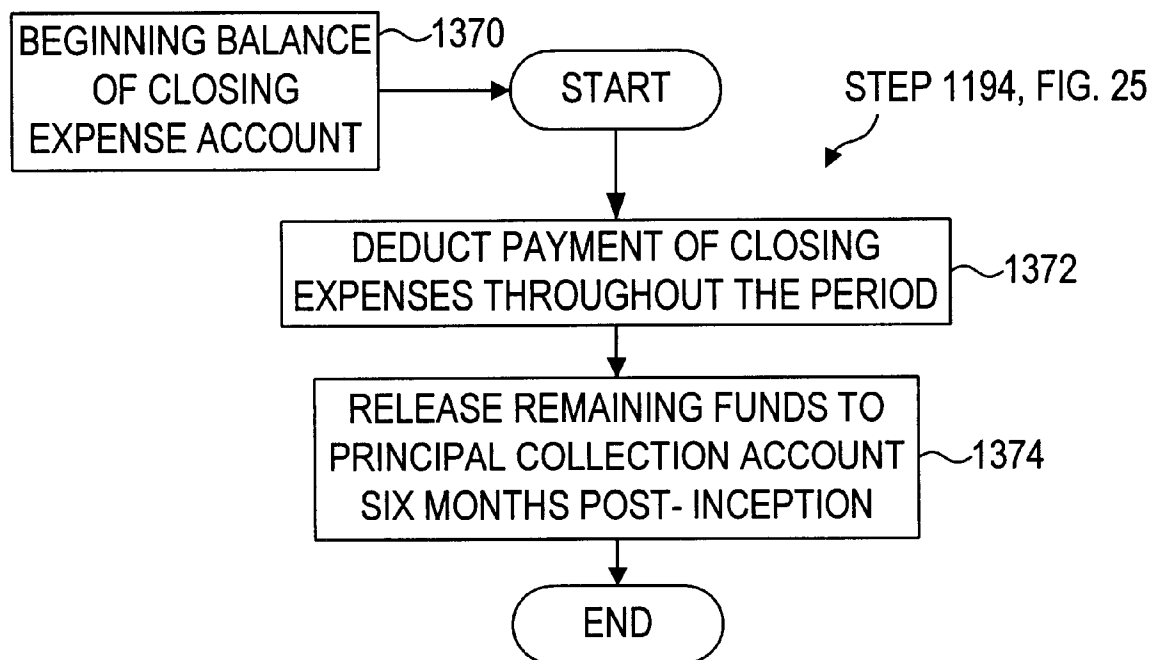 BEGINNING BALANCE
OF CLOSING
EXPENSE ACCOUNT
1370
START
STEP 1194, FIG. 25
DEDUCT PAYMENT OF CLOSING
EXPENSES THROUGHOUT THE PERIOD
1372
RELEASE REMAINING FUNDS TO
PRINCIPAL COLLECTION ACCOUNT
SIX MONTHS POST- INCEPTION
1374
END